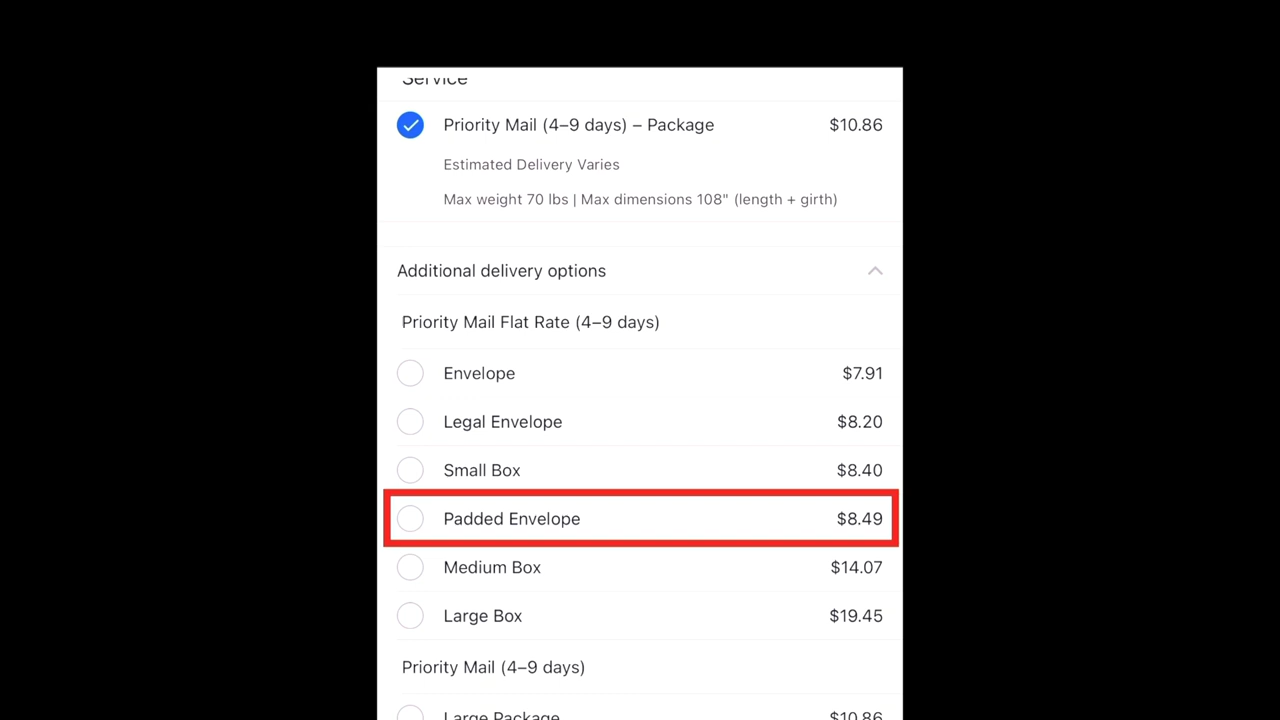 Service
Priority Mail (4–9 days) – Package $10.86
Estimated Delivery Varies
Max weight 70 lbs | Max dimensions 108" (length + girth)
Additional delivery options
Priority Mail Flat Rate (4–9 days)
Envelope $7.91
Legal Envelope $8.20
Small Box $8.40
Padded Envelope $8.49
Medium Box $14.07
Large Box $19.45
Priority Mail (4–9 days)
Large Package $10.86